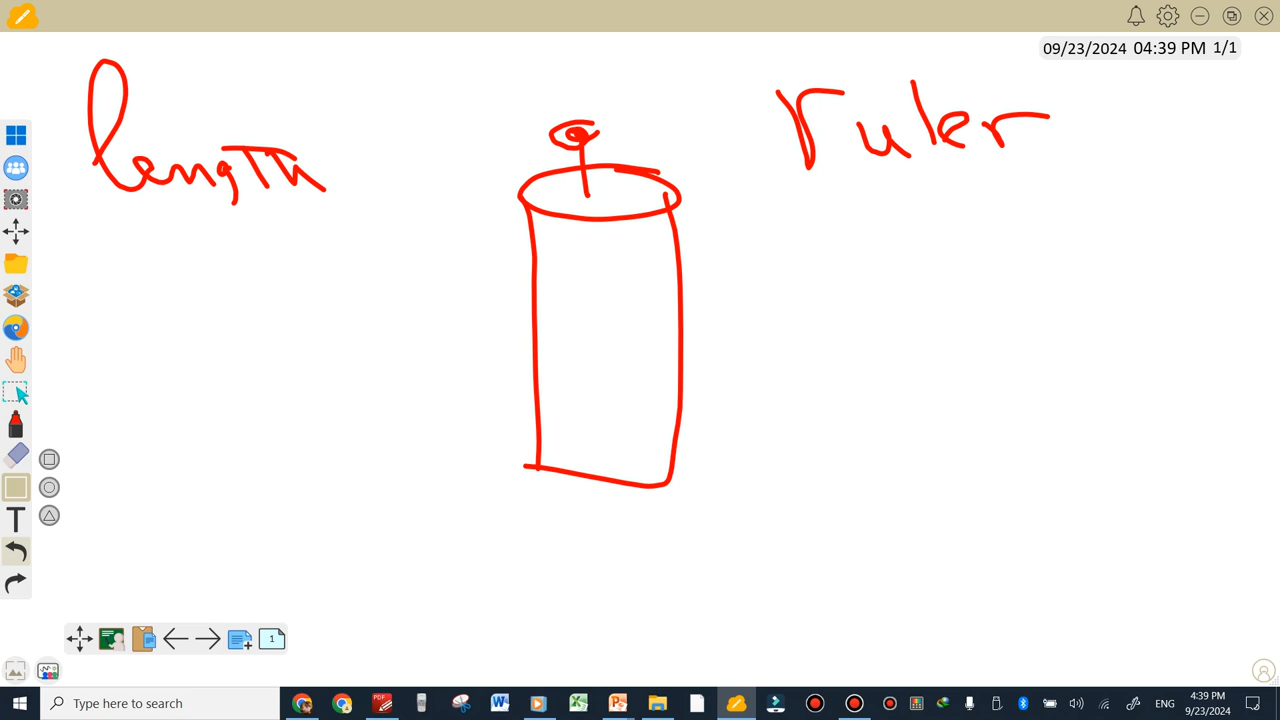 09/23/2024 04:39 PM 1/1
length
ruler
T
1
Type here to search
ENG
4:39 PM
9/23/2024